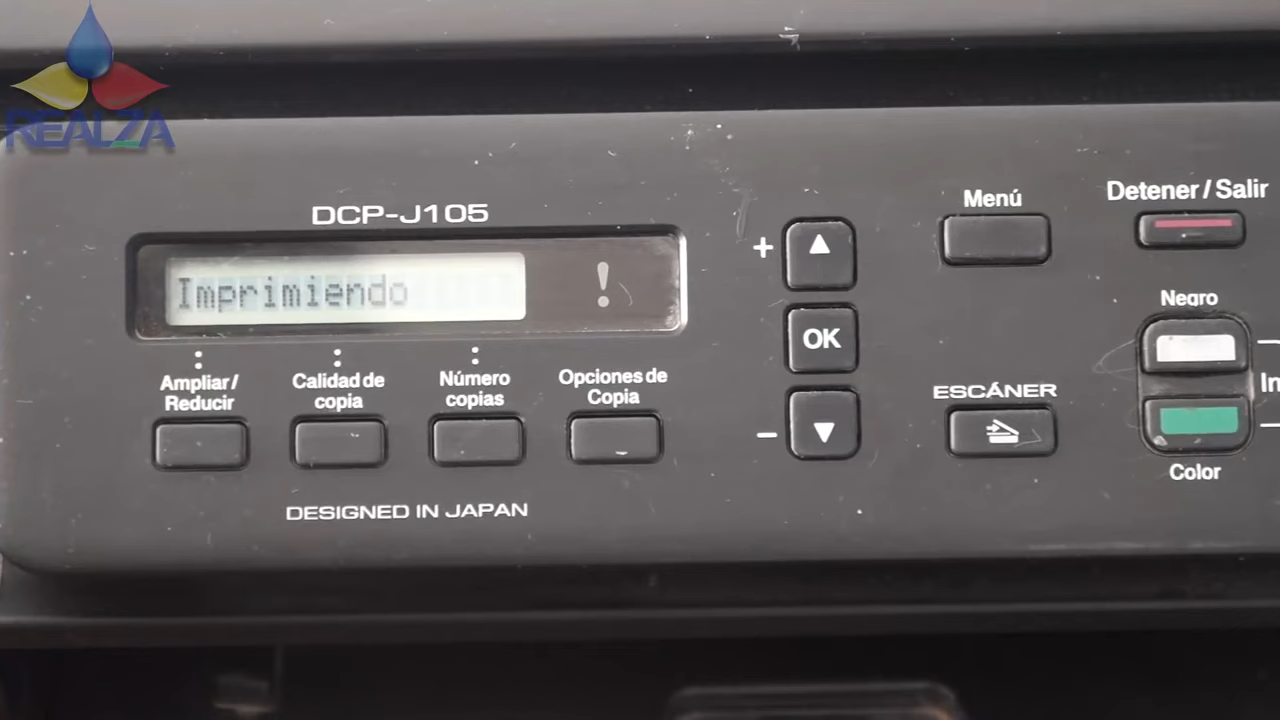 REALZA
DCP-J105
Imprimiendo
!
Ampliar /
Reducir
Calidad de
copia
Número
copias
Opciones de
Copia
DESIGNED IN JAPAN
+
OK
−
Menú
ESCÁNER
Detener / Salir
Negro
In
Color